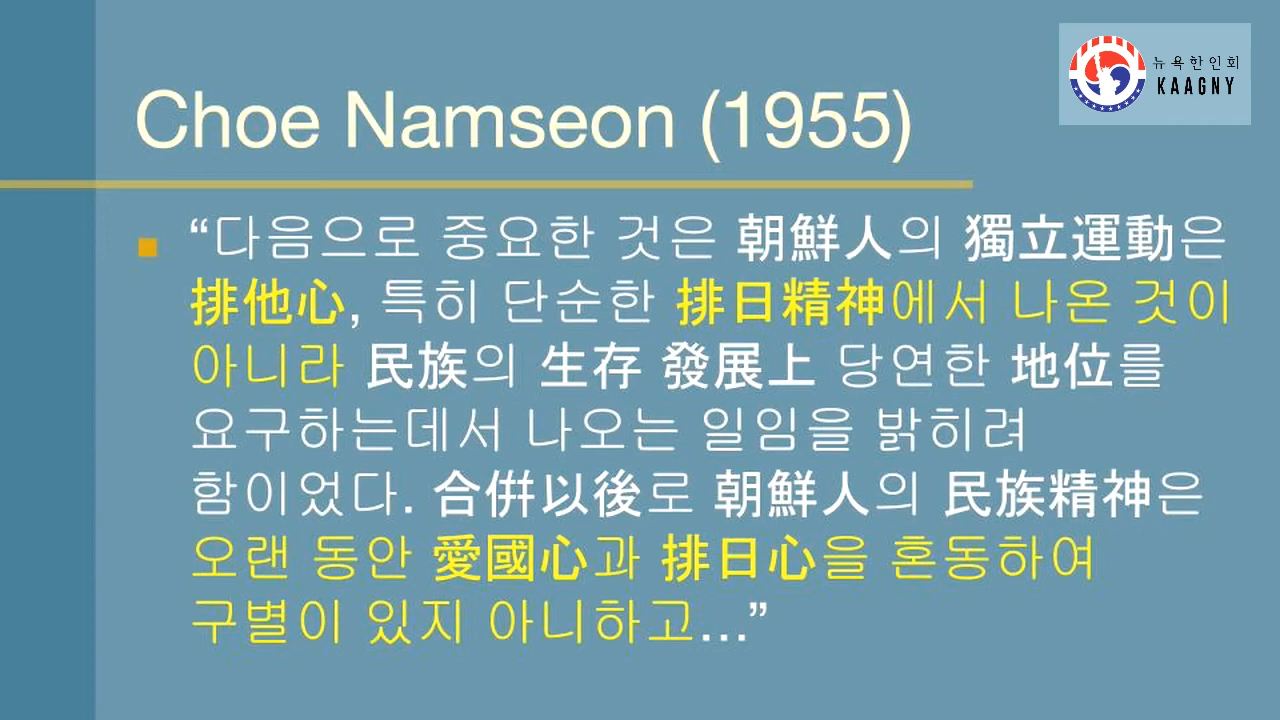 뉴욕한인회
KAAGNY
Choe Namseon (1955)
“다음으로 중요한 것은 朝鮮人의 獨立運動은
排他心, 특히 단순한 排日精神에서 나온 것이
아니라 民族의 生存 發展上 당연한 地位를
요구하는데서 나오는 일임을 밝히려
함이었다. 合倂以後로 朝鮮人의 民族精神은
오랜 동안 愛國心과 排日心을 혼동하여
구별이 있지 아니하고...”